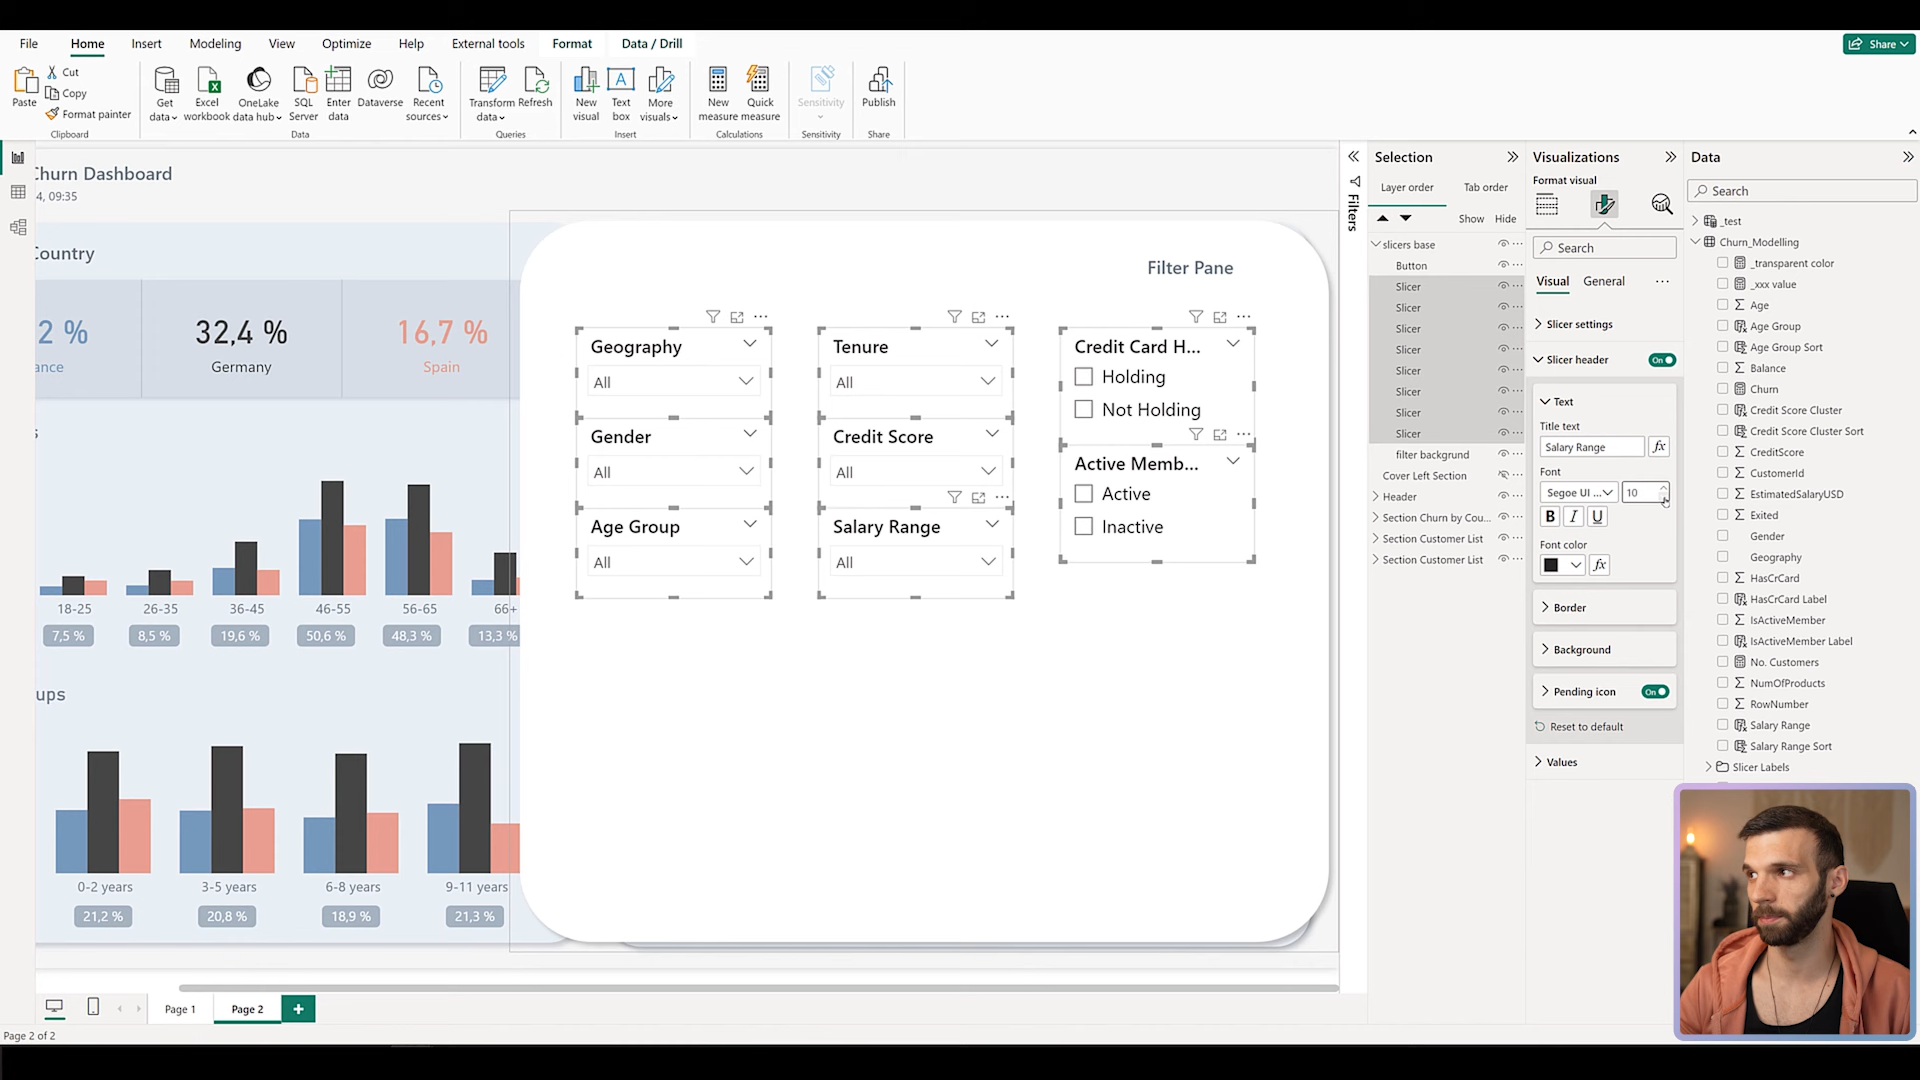 File Home Insert Modeling View Optimize Help External tools Format Data / Drill Share
Paste
Cut
Copy
Format painter
Clipboard
Get data
Excel workbook
OneLake data hub
SQL Server
Enter data
Dataverse
Recent sources
Data
Transform data
Refresh
Queries
New visual
A
Text box
More visuals
Insert
New measure
Quick measure
Calculations
Sensitivity
Sensitivity
Publish
Share
Churn Dashboard
4, 09:35
Country
2 %
ance
32,4 %
Germany
16,7 %
Spain
s
18-25 26-35 36-45 46-55 56-65 66+
7,5 % 8,5 % 19,6 % 50,6 % 48,3 % 13,3 %
ups
0-2 years 3-5 years 6-8 years 9-11 years
21,2 % 20,8 % 18,9 % 21,3 %
Filter Pane
Geography
All
Gender
All
Age Group
All
Tenure
All
Credit Score
All
Salary Range
All
Credit Card H...
Holding
Not Holding
Active Memb...
Active
Inactive
Filters
Selection
Layer order Tab order
Show Hide
slicers base
Button
Slicer
Slicer
Slicer
Slicer
Slicer
Slicer
Slicer
Slicer
filter backgrund
Cover Left Section
Header
Section Churn by Cou...
Section Customer List
Section Customer List
Visualizations
Format visual
Search
Visual General
Slicer settings
Slicer header On
Text
Title text
Salary Range fx
Font
Segoe UI ... 10
B I U
Font color
fx
Border
Background
Pending icon On
Reset to default
Values
Data
Search
_test
Churn_Modelling
_transparent color
_xxx value
Age
Age Group
Age Group Sort
Balance
Churn
Credit Score Cluster
Credit Score Cluster Sort
CreditScore
CustomerId
EstimatedSalaryUSD
Exited
Gender
Geography
HasCrCard
HasCrCard Label
IsActiveMember
IsActiveMember Label
No. Customers
NumOfProducts
RowNumber
Salary Range
Salary Range Sort
Slicer Labels
Page 1 Page 2 +
Page 2 of 2